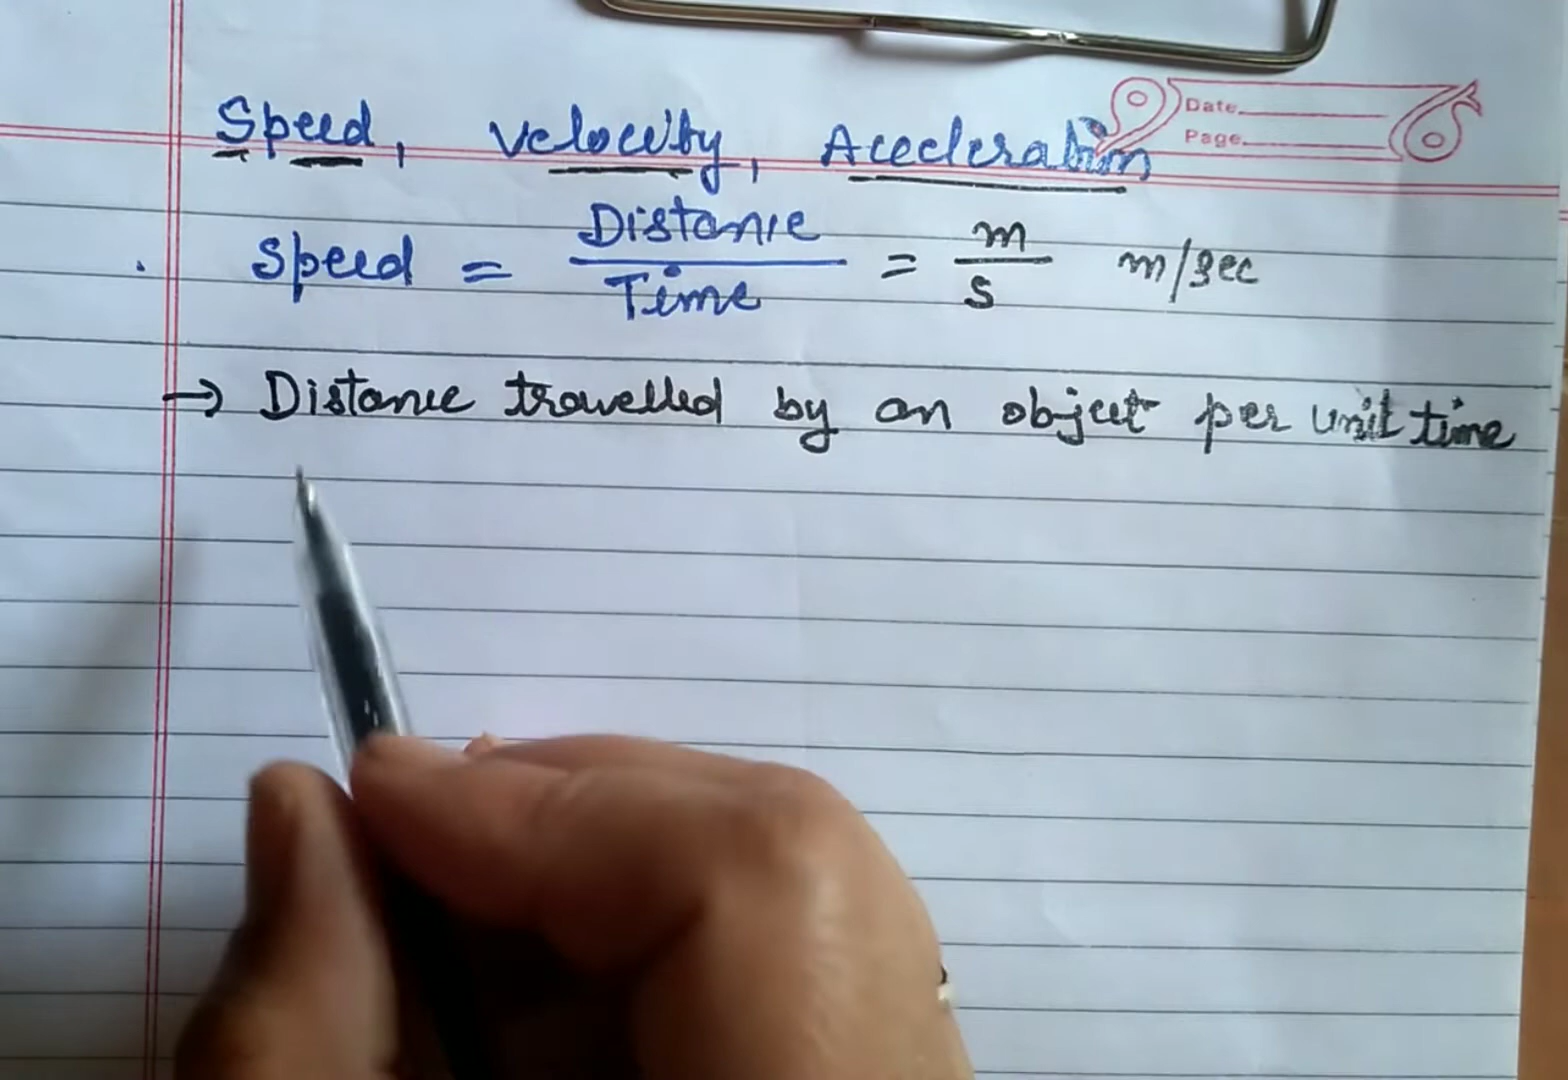 Date
Page
Speed, Velocity, Acceleration
Speed = Distance / Time = m / s m/sec
→ Distance travelled by an object per unit time